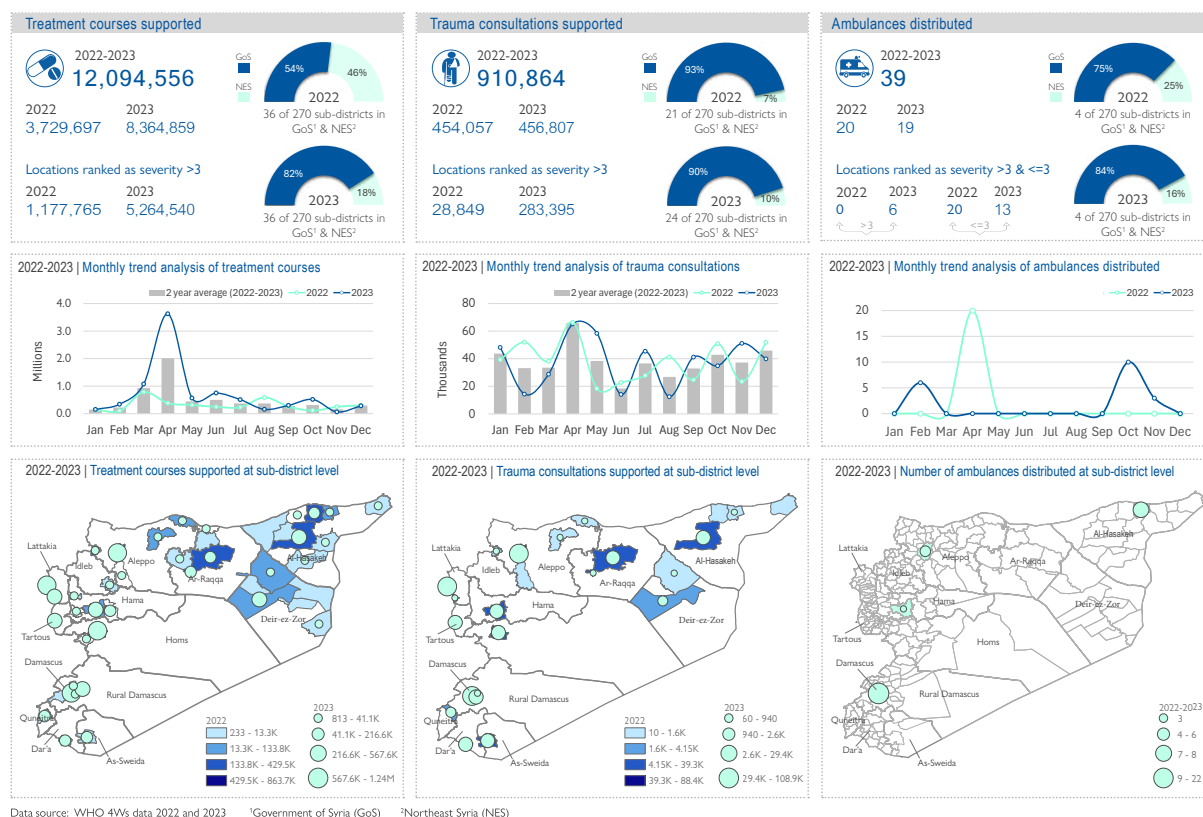 Treatment courses supported
2022-2023
12,094,556
2022 2023
3,729,697 8,364,859
Locations ranked as severity >3
2022 2023
1,177,765 5,264,540
GoS
NES
54%
46%
2022
36 of 270 sub-districts in
GoS¹ & NES²
82%
18%
2023
36 of 270 sub-districts in
GoS¹ & NES²
Trauma consultations supported
2022-2023
910,864
2022 2023
454,057 456,807
Locations ranked as severity >3
2022 2023
28,849 283,395
GoS
NES
93%
7%
2022
21 of 270 sub-districts in
GoS¹ & NES²
90%
10%
2023
24 of 270 sub-districts in
GoS¹ & NES²
Ambulances distributed
2022-2023
39
2022 2023
20 19
Locations ranked as severity >3 & <=3
2022 2023 2022 2023
0 6 20 13
>3 <=3
GoS
NES
75%
25%
2022
4 of 270 sub-districts in
GoS¹ & NES²
84%
16%
2023
4 of 270 sub-districts in
GoS¹ & NES²
2022-2023 | Monthly trend analysis of treatment courses
2 year average (2022-2023) 2022 2023
Millions
4.0
3.0
2.0
1.0
0.0
Jan Feb Mar Apr May Jun Jul Aug Sep Oct Nov Dec
2022-2023 | Monthly trend analysis of trauma consultations
2 year average (2022-2023) 2022 2023
Thousands
80
60
40
20
0
Jan Feb Mar Apr May Jun Jul Aug Sep Oct Nov Dec
2022-2023 | Monthly trend analysis of ambulances distributed
2022 2023
20
15
10
5
0
Jan Feb Mar Apr May Jun Jul Aug Sep Oct Nov Dec
2022-2023 | Treatment courses supported at sub-district level
Lattakia
Idleb
Aleppo
Ar-Raqqa
Al-Hasakeh
Hama
Deir-ez-Zor
Tartous
Homs
Damascus
Rural Damascus
Quneitra
Dar'a
As-Sweida
2022
233 - 13.3K
13.3K - 133.8K
133.8K - 429.5K
429.5K - 863.7K
2023
813 - 41.1K
41.1K - 216.6K
216.6K - 567.6K
567.6K - 1.24M
2022-2023 | Trauma consultations supported at sub-district level
Lattakia
Idleb
Aleppo
Ar-Raqqa
Al-Hasakeh
Hama
Deir-ez-Zor
Tartous
Homs
Damascus
Rural Damascus
Quneitra
Dar'a
As-Sweida
2022
10 - 1.6K
1.6K - 4.15K
4.15K - 39.3K
39.3K - 88.4K
2023
60 - 940
940 - 2.6K
2.6K - 29.4K
29.4K - 108.9K
2022-2023 | Number of ambulances distributed at sub-district level
Lattakia
Idleb
Aleppo
Ar-Raqqa
Al-Hasakeh
Hama
Deir-ez-Zor
Tartous
Homs
Damascus
Rural Damascus
Quneitra
Dar'a
As-Sweida
2022-2023
3
4 - 6
7 - 8
9 - 22
Data source: WHO 4Ws data 2022 and 2023 ¹Government of Syria (GoS) ²Northeast Syria (NES)